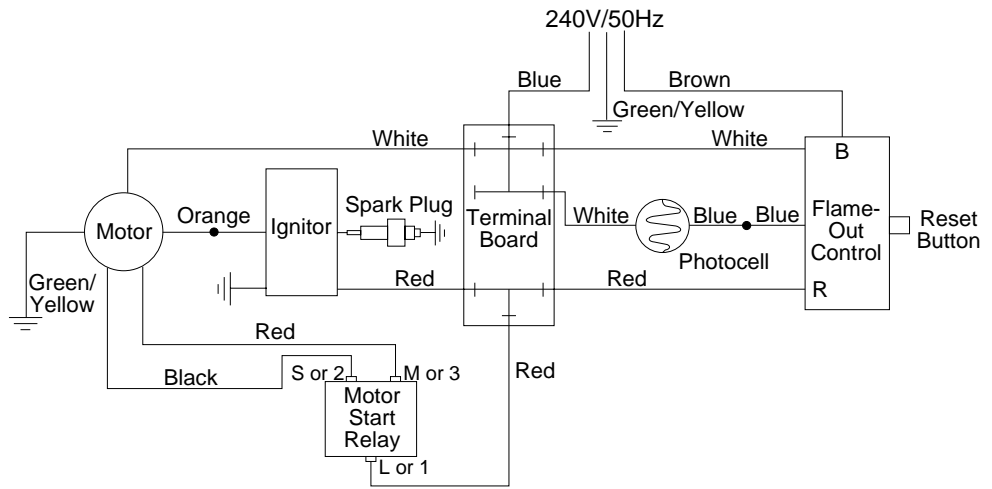 240V/50Hz
Blue
Brown
Green/Yellow
White
White
B
Orange
Ignitor
Spark Plug
Terminal
Board
White
Blue
Blue
Flame-
Out
Control
Reset
Button
Motor
Photocell
Green/
Yellow
Red
Red
R
Red
Black
S or 2
M or 3
Red
Motor
Start
Relay
L or 1